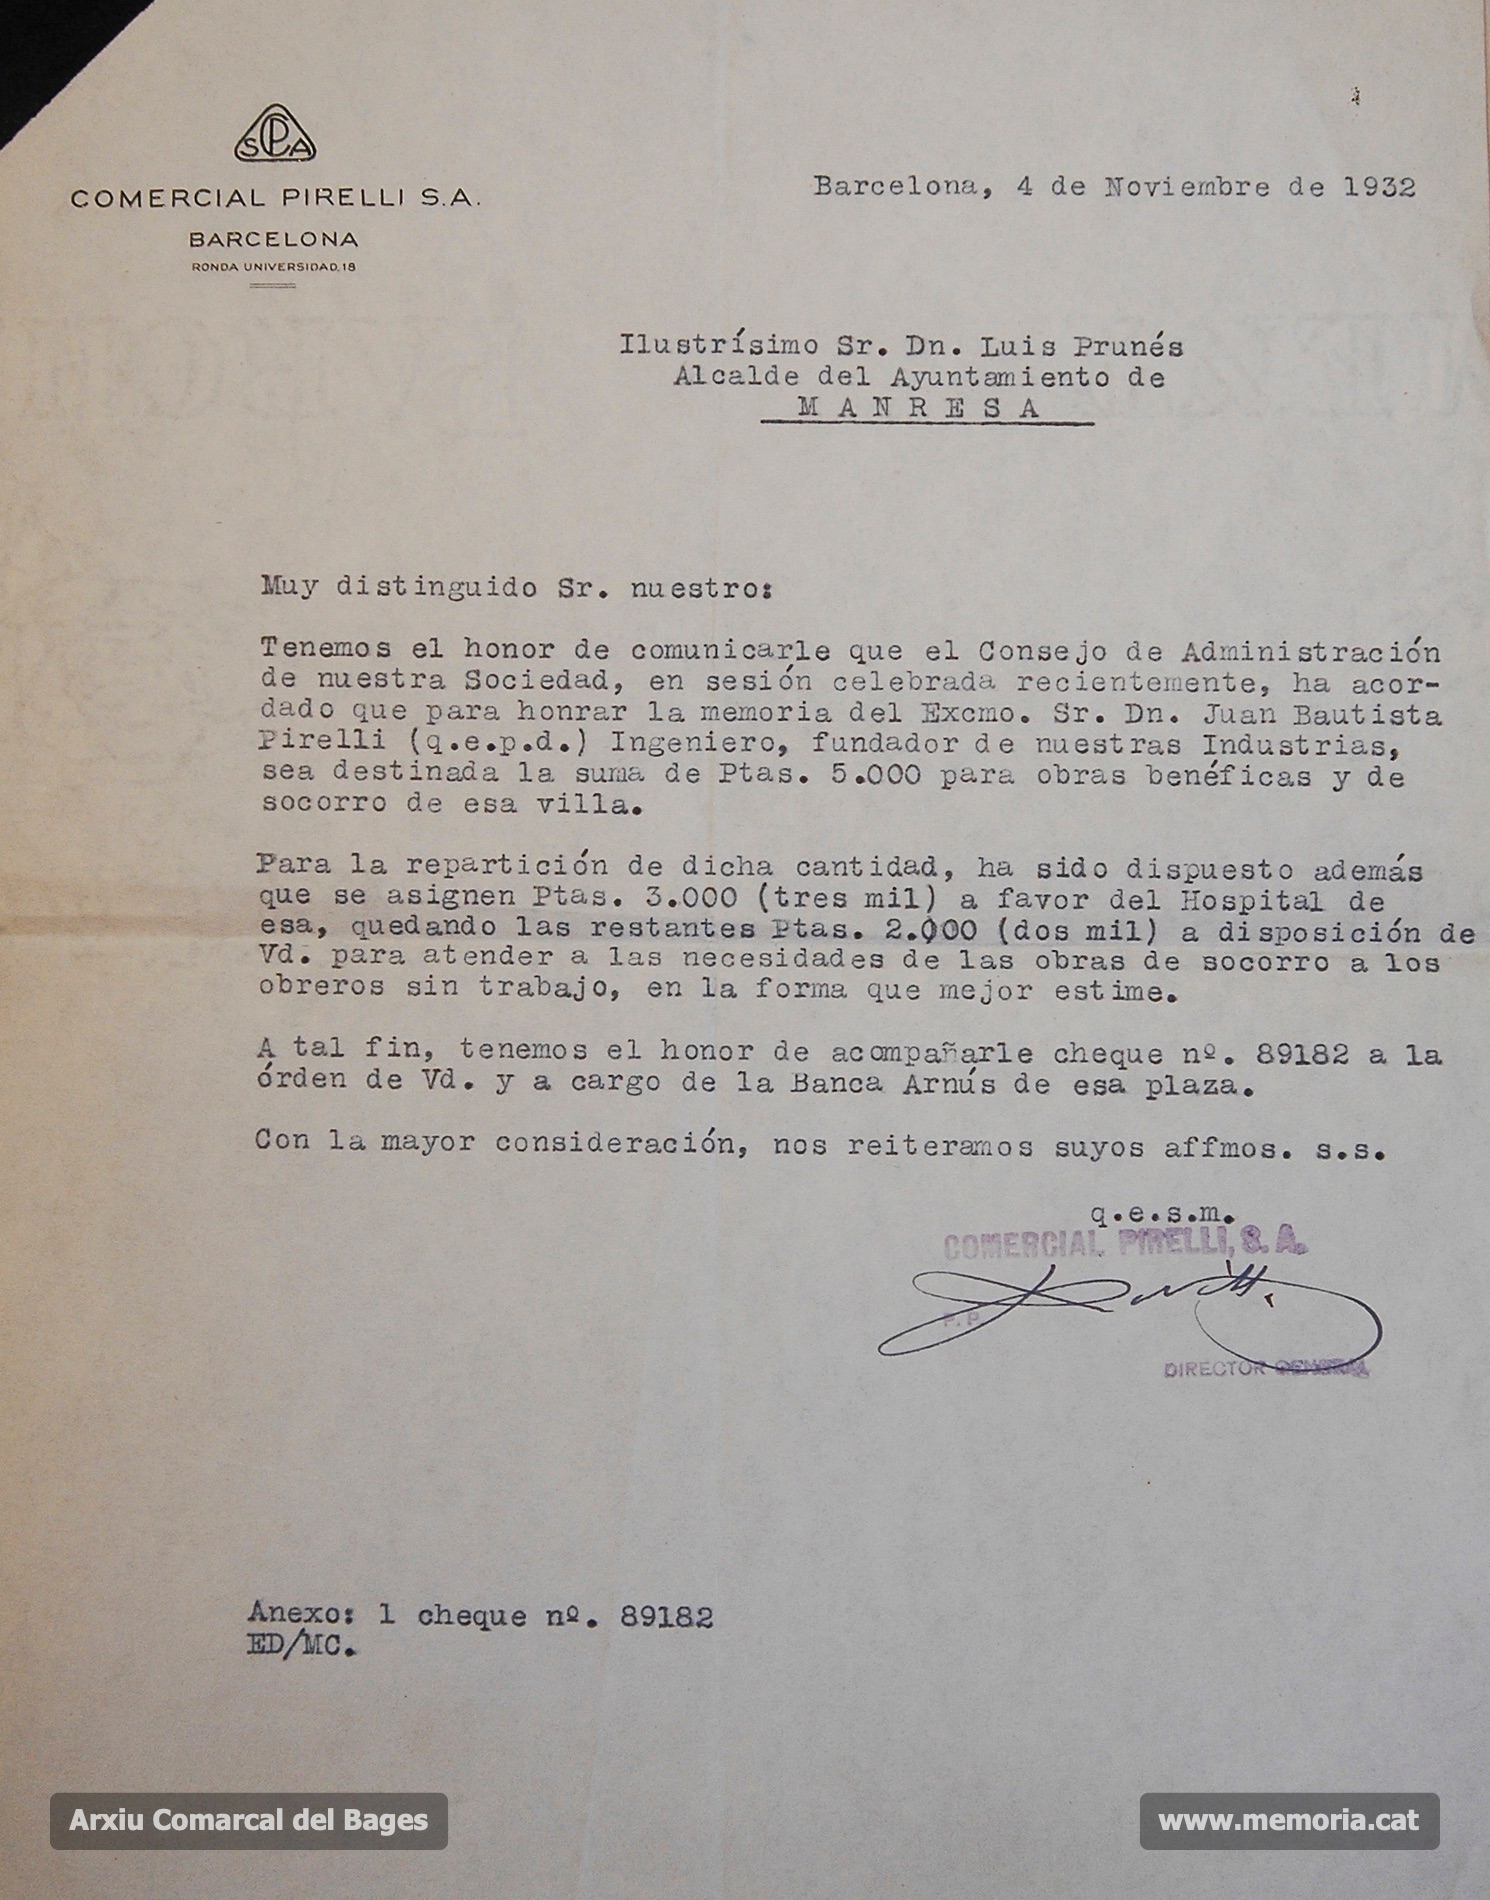 COMERCIAL PIRELLI S.A.
BARCELONA
RONDA UNIVERSIDAD, 18
Barcelona, 4 de Noviembre de 1932
Ilustrísimo Sr. Dn. Luis Prunés
Alcalde del Ayuntamiento de
M A N R E S A
Muy distinguido Sr. nuestro:
Tenemos el honor de comunicarle que el Consejo de Administración
de nuestra Sociedad, en sesión celebrada recientemente, ha acor-
dado que para honrar la memoria del Excmo. Sr. Dn. Juan Bautista
Pirelli (q.e.p.d.) Ingeniero, fundador de nuestras Industrias,
sea destinada la suma de Ptas. 5.000 para obras benéficas y de
socorro de esa villa.
Para la repartición de dicha cantidad, ha sido dispuesto además
que se asignen Ptas. 3.000 (tres mil) a favor del Hospital de
esa, quedando las restantes Ptas. 2.000 (dos mil) a disposición de
Vd. para atender a las necesidades de las obras de socorro a los
obreros sin trabajo, en la forma que mejor estime.
A tal fin, tenemos el honor de acompañarle cheque nº. 89182 a la
órden de Vd. y a cargo de la Banca Arnús de esa plaza.
Con la mayor consideración, nos reiteramos suyos affmos. s.s.
q.e.s.m.
COMERCIAL PIRELLI, S. A.
P. P.
DIRECTOR GENERAL
Anexo: 1 cheque nº. 89182
ED/MC.
Arxiu Comarcal del Bages
www.memoria.cat